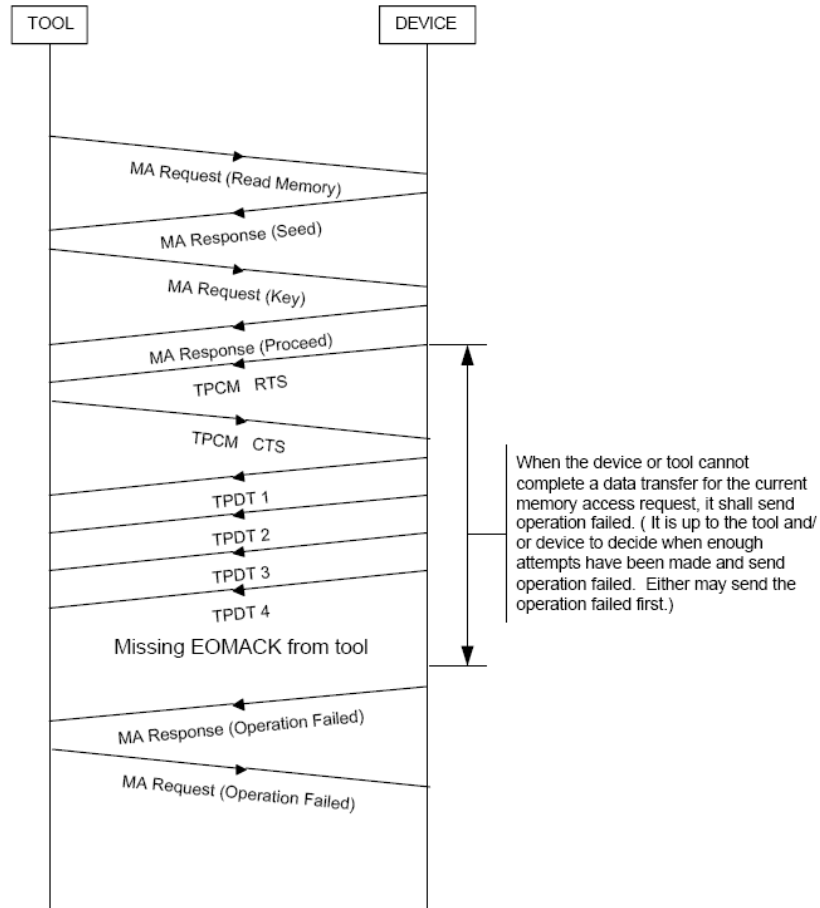 TOOL
DEVICE
MA Request (Read Memory)
MA Response (Seed)
MA Request (Key)
MA Response (Proceed)
TPCM RTS
TPCM CTS
TPDT 1
TPDT 2
TPDT 3
TPDT 4
Missing EOMACK from tool
When the device or tool cannot
complete a data transfer for the current
memory access request, it shall send
operation failed. ( It is up to the tool and/
or device to decide when enough
attempts have been made and send
operation failed. Either may send the
operation failed first.)
MA Response (Operation Failed)
MA Request (Operation Failed)